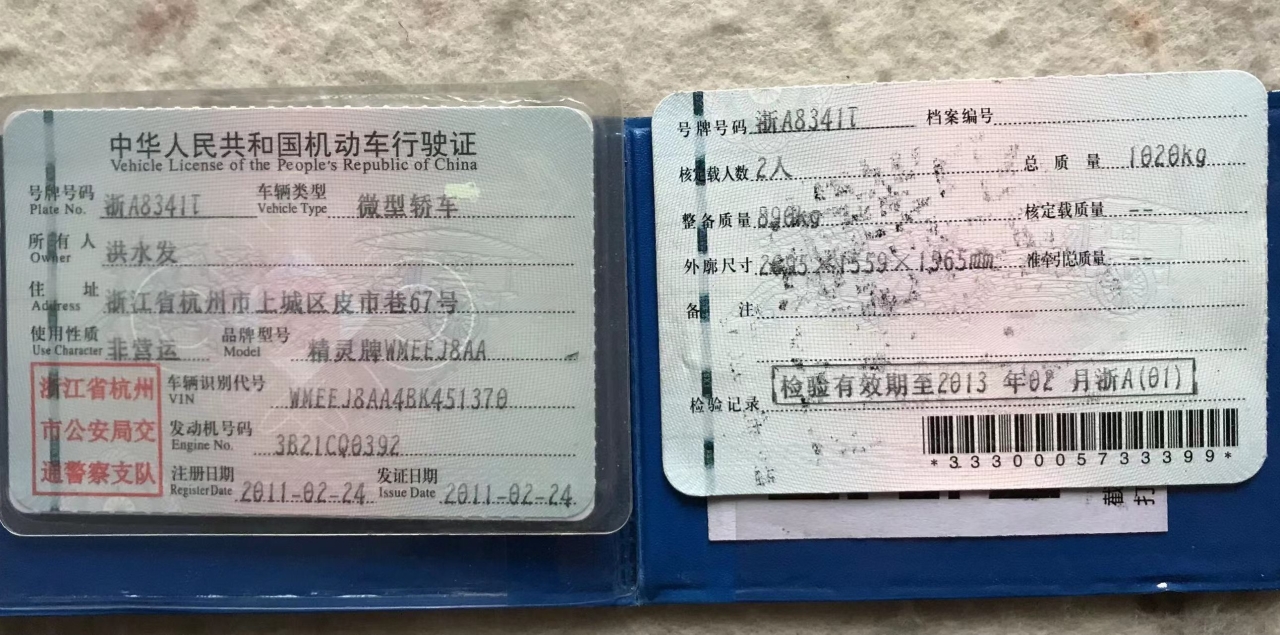 中华人民共和国机动车行驶证
Vehicle License of the People's Republic of China
号牌号码 Plate No. 浙A8341T 车辆类型 Vehicle Type 微型轿车
所有人 Owner 洪水发
住址 Address 浙江省杭州市上城区皮市巷67号
使用性质 Use Character 非营运 品牌型号 Model 精灵牌WMEEJ8AA
浙江省杭州
市公安局交
通警察支队
车辆识别代号 VIN WMEEJ8AA4BK451370
发动机号码 Engine No. 3B21CQ0392
注册日期 Register Date 2011-02-24 发证日期 Issue Date 2011-02-24
号牌号码 浙A8341T 档案编号
核定载人数 2人 总质量 1020kg
整备质量 890kg 核定载质量 --
外廓尺寸 2695×1559×1565mm 准牵引总质量 --
备注
检验记录 检验有效期至2013 年02 月浙A(01)
*3330005733399*